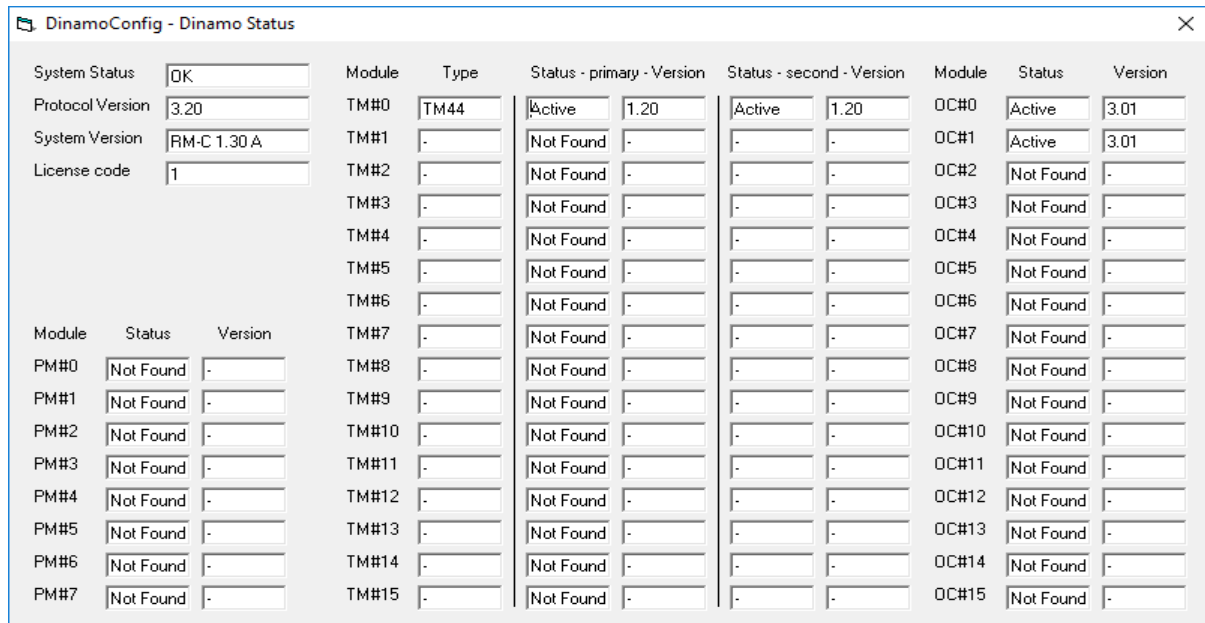 DinamoConfig - Dinamo Status
System Status OK
Protocol Version 3.20
System Version RM-C 1.30 A
License code 1
Module Status Version
PM#0 Not Found -
PM#1 Not Found -
PM#2 Not Found -
PM#3 Not Found -
PM#4 Not Found -
PM#5 Not Found -
PM#6 Not Found -
PM#7 Not Found -
Module Type Status - primary - Version Status - second - Version
TM#0 TM44 Active 1.20 Active 1.20
TM#1 - Not Found - - -
TM#2 - Not Found - - -
TM#3 - Not Found - - -
TM#4 - Not Found - - -
TM#5 - Not Found - - -
TM#6 - Not Found - - -
TM#7 - Not Found - - -
TM#8 - Not Found - - -
TM#9 - Not Found - - -
TM#10 - Not Found - - -
TM#11 - Not Found - - -
TM#12 - Not Found - - -
TM#13 - Not Found - - -
TM#14 - Not Found - - -
TM#15 - Not Found - - -
Module Status Version
OC#0 Active 3.01
OC#1 Active 3.01
OC#2 Not Found -
OC#3 Not Found -
OC#4 Not Found -
OC#5 Not Found -
OC#6 Not Found -
OC#7 Not Found -
OC#8 Not Found -
OC#9 Not Found -
OC#10 Not Found -
OC#11 Not Found -
OC#12 Not Found -
OC#13 Not Found -
OC#14 Not Found -
OC#15 Not Found -